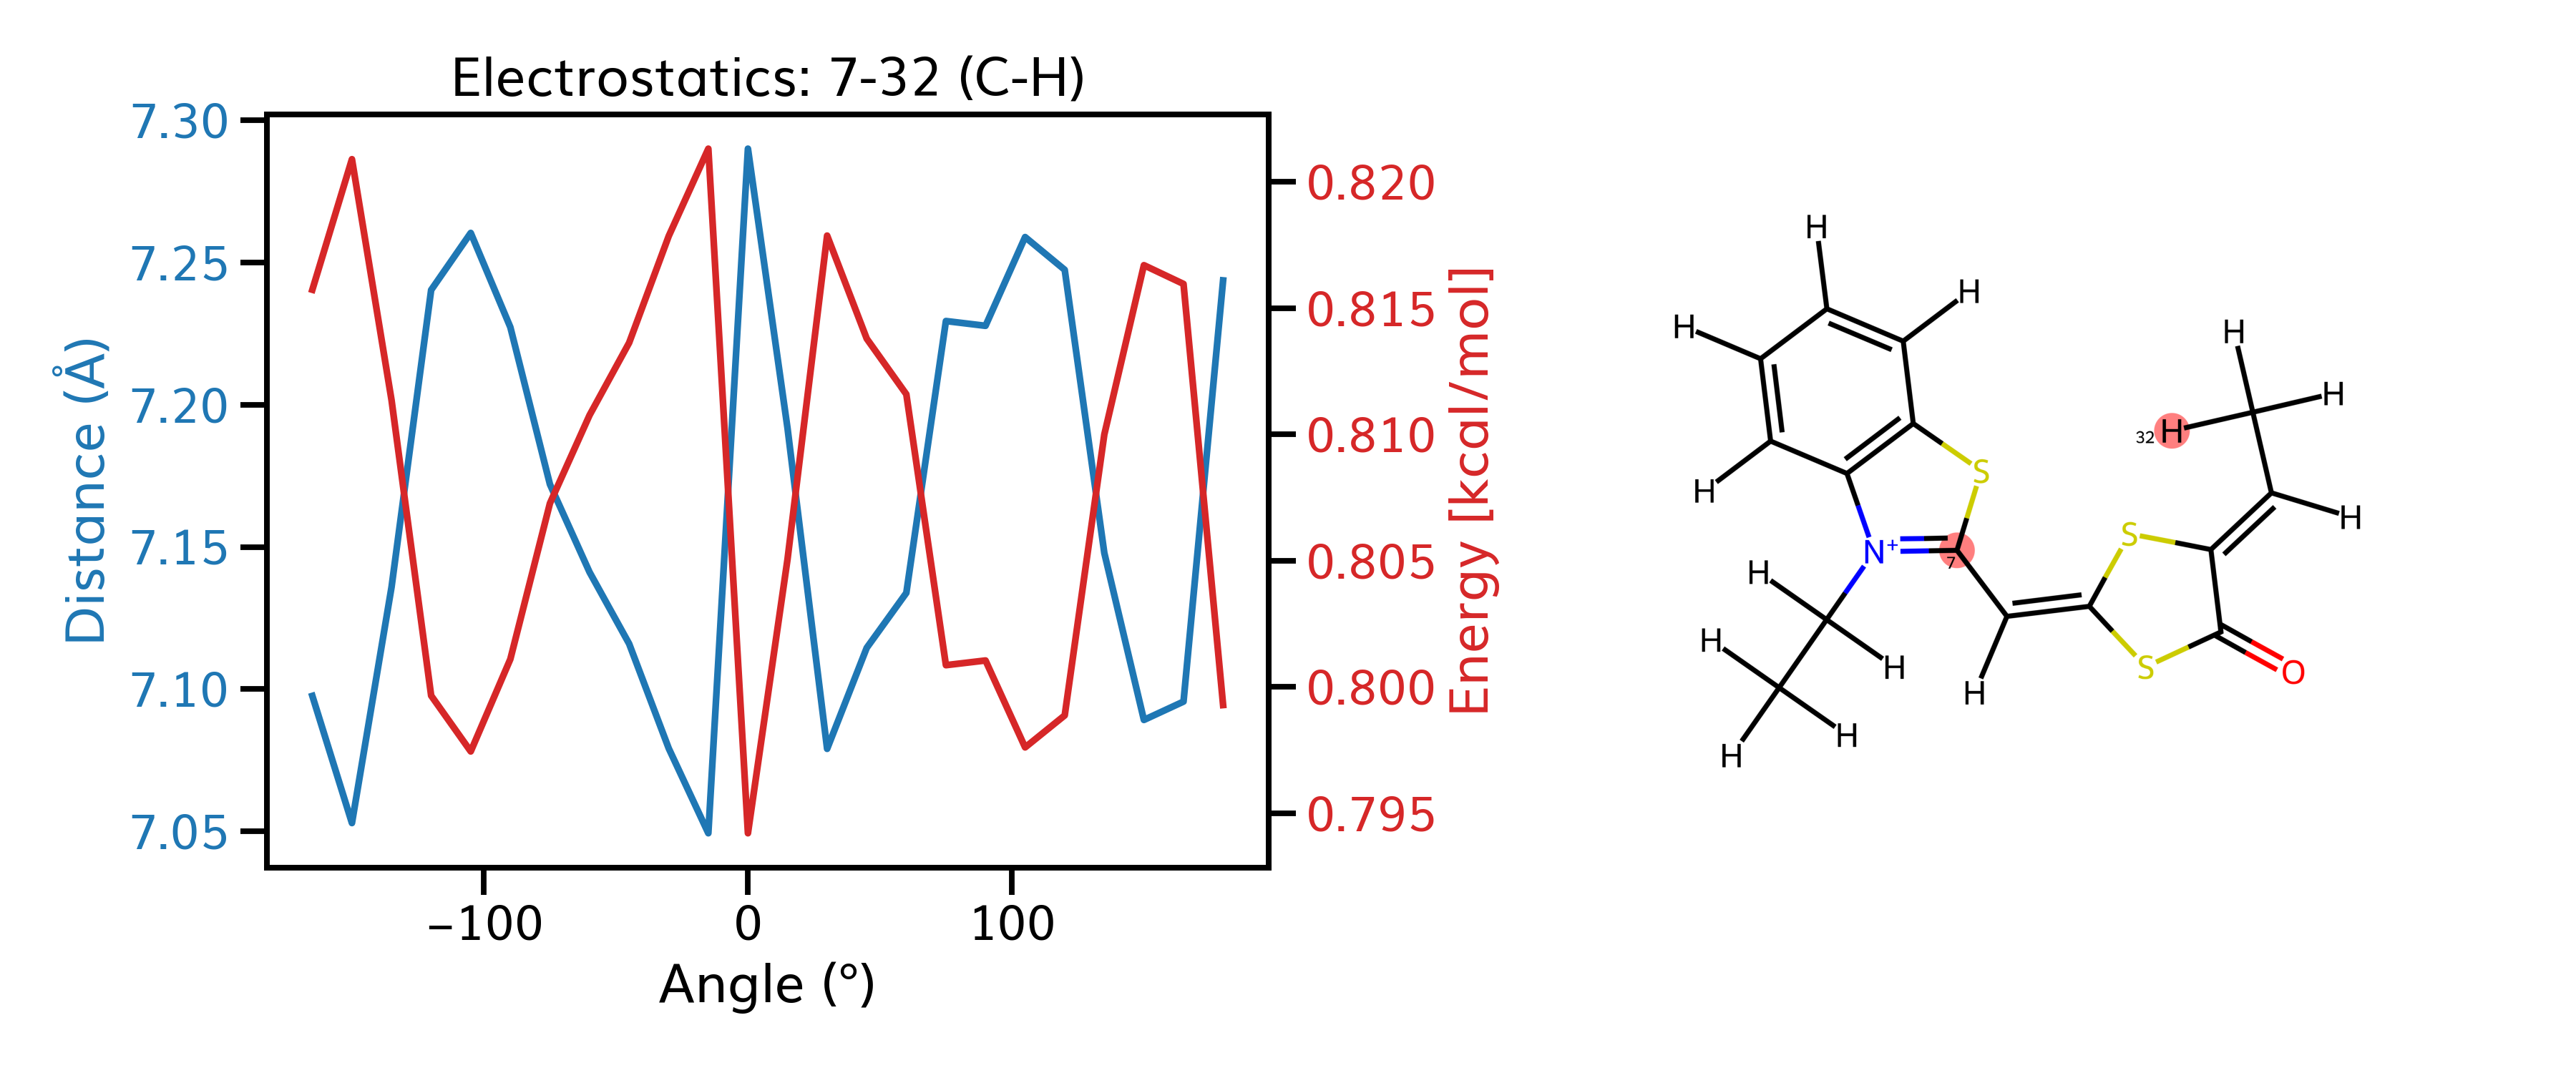 Electrostatics: 7-32 (C-H)
7.30
7.25
7.20
7.15
7.10
7.05
Distance (Å)
0.820
0.815
0.810
0.805
0.800
0.795
Energy [kcal/mol]
−100
0
100
Angle (°)
H
H
H
H
H
H
32
H
H
S
N+
7
S
H
H
H
H
H
H
H
S
O